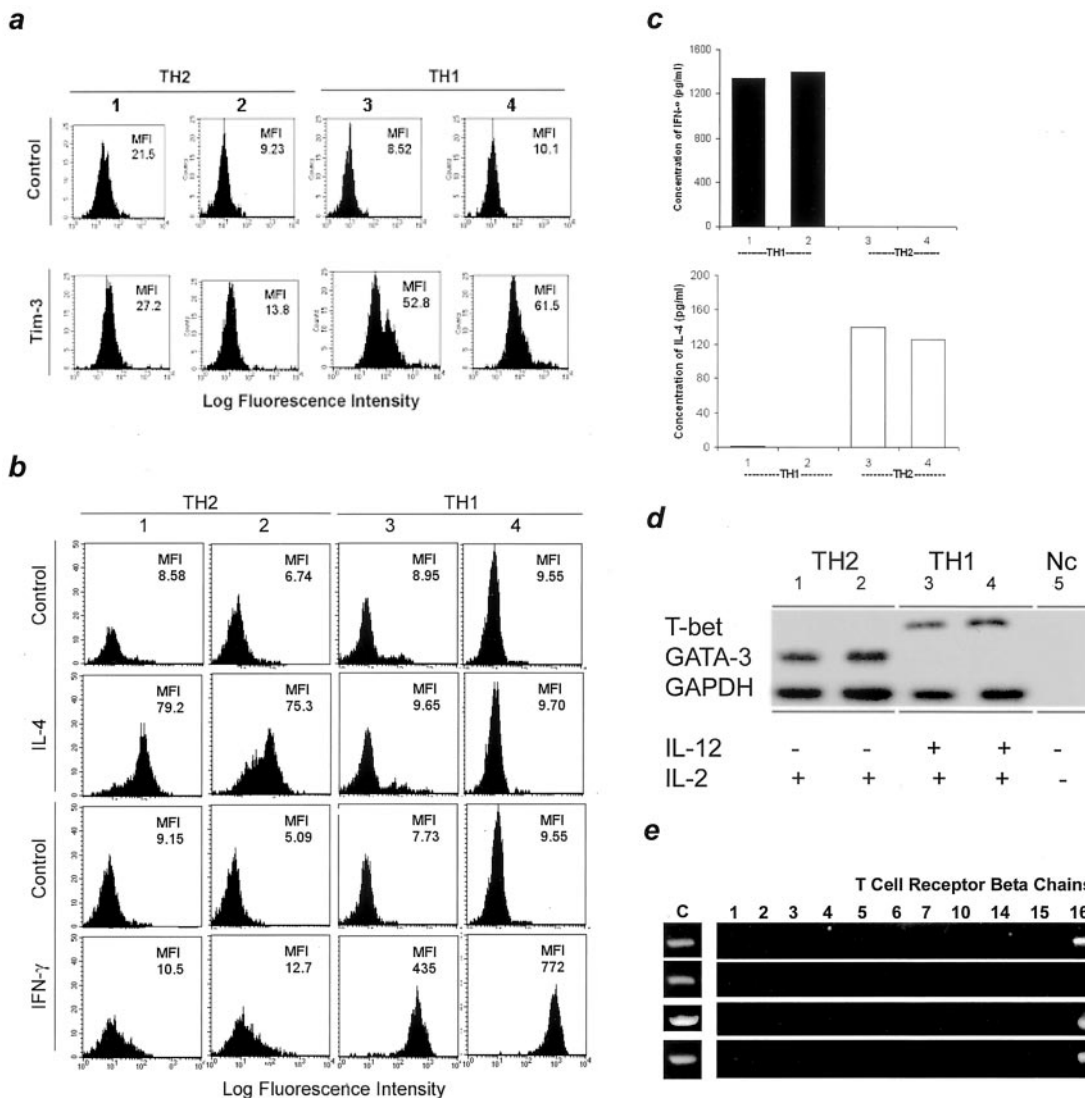 a
TH2 TH1
1 2 3 4
Control
MFI 21.5
MFI 9.23
MFI 8.52
MFI 10.1
Tim-3
MFI 27.2
MFI 13.8
MFI 52.8
MFI 61.5
Log Fluorescence Intensity
b
TH2 TH1
1 2 3 4
Control
MFI 8.58
MFI 6.74
MFI 8.95
MFI 9.55
IL-4
MFI 79.2
MFI 75.3
MFI 9.65
MFI 9.70
Control
MFI 9.15
MFI 5.09
MFI 7.73
MFI 9.55
IFN-γ
MFI 10.5
MFI 12.7
MFI 435
MFI 772
Log Fluorescence Intensity
c
Concentration of IFN-α (pg/ml)
1600
1200
800
400
0
1 2 3 4
TH1 TH2
Concentration of IL-4 (pg/ml)
200
160
120
80
40
0
1 2 3 4
TH1 TH2
d
TH2 TH1 Nc
1 2 3 4 5
T-bet
GATA-3
GAPDH
IL-12 - - + + -
IL-2 + + + + -
e
T Cell Receptor Beta Chains
C 1 2 3 4 5 6 7 10 14 15 16